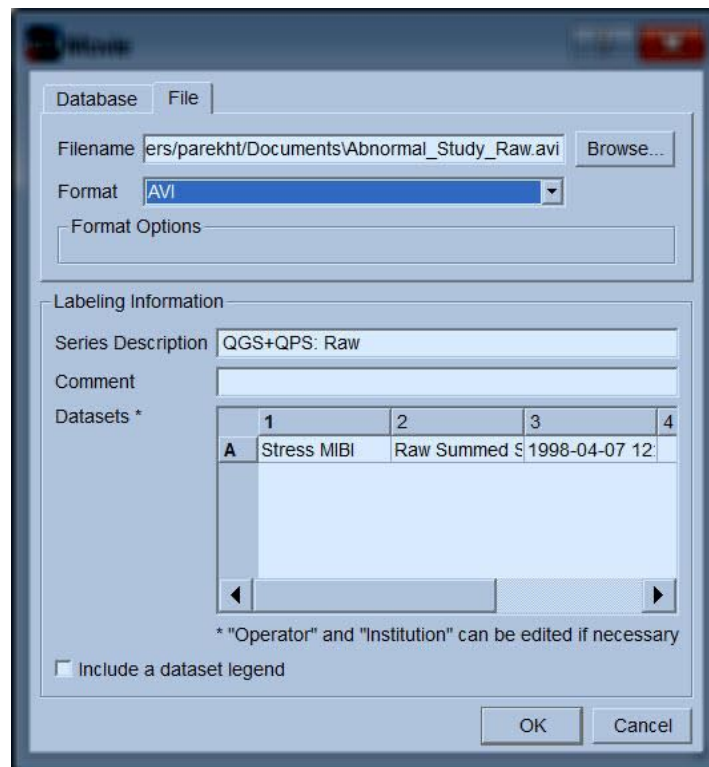 Movie
Database File
Filename ers/parekht/Documents\Abnormal_Study_Raw.avi Browse...
Format AVI
Format Options
Labeling Information
Series Description QGS+QPS: Raw
Comment
Datasets *
1 2 3 4
A Stress MIBI Raw Summed S 1998-04-07 12:
* "Operator" and "Institution" can be edited if necessary
Include a dataset legend
OK Cancel